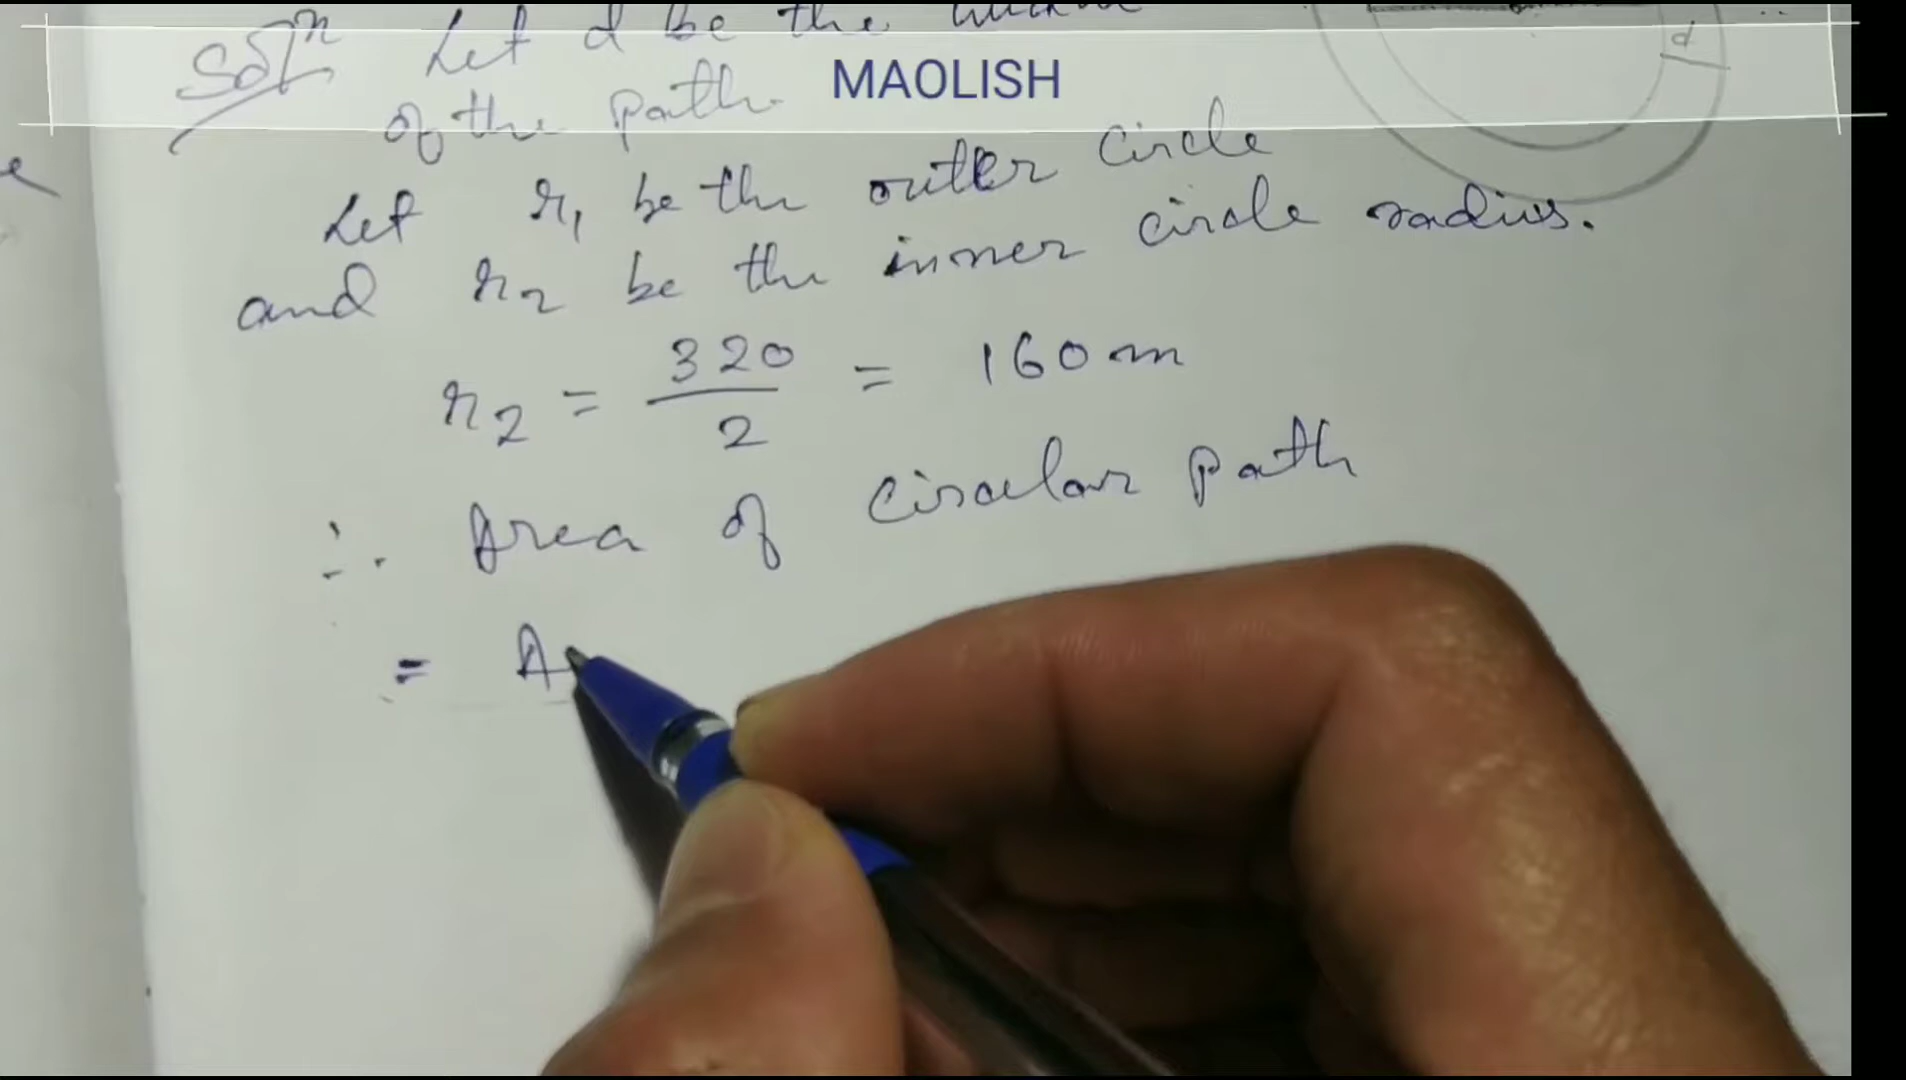 Solⁿ Let d be the
of the path
MAOLISH
d
Let r₁ be the outer circle
and r₂ be the inner circle radius.
r₂ = 320/2 = 160 m
∴ Area of circular path
= A